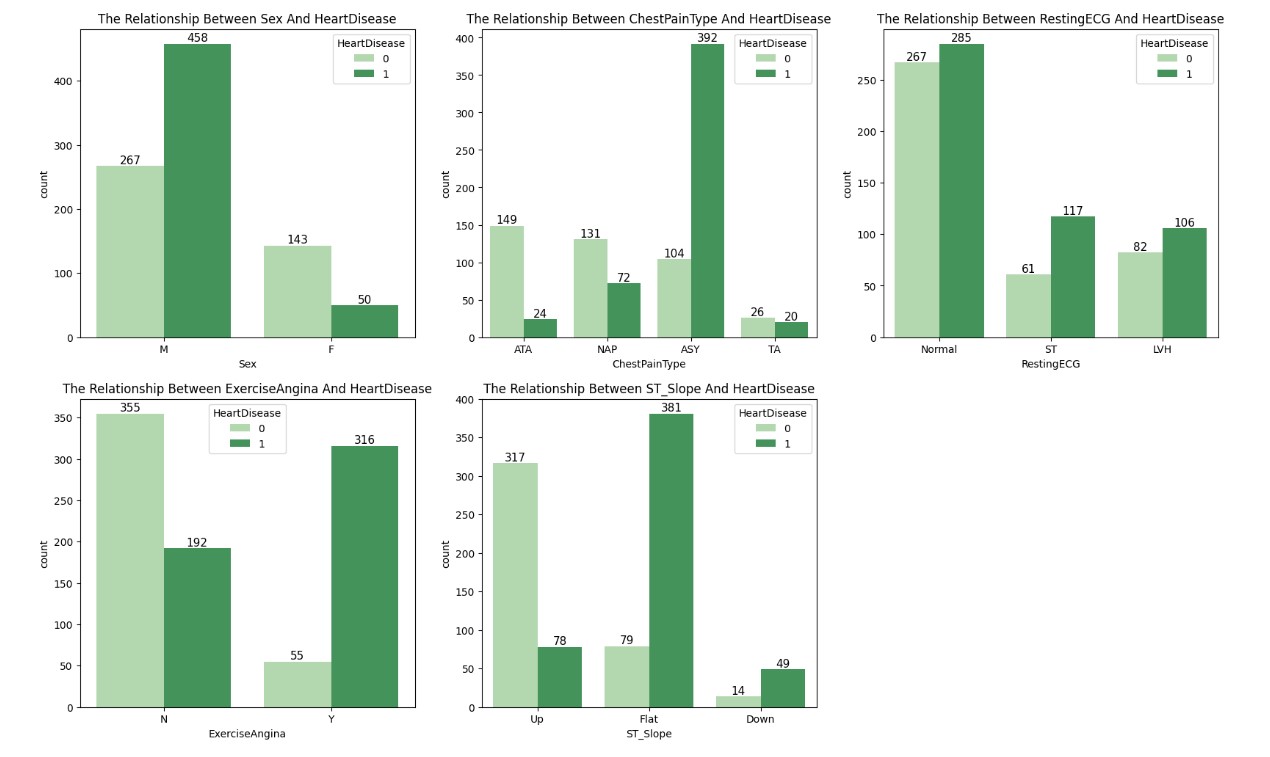 The Relationship Between Sex And HeartDisease
458
HeartDisease
0
1
400
300
267
count
200
143
100
50
0
M
F
Sex
The Relationship Between ChestPainType And HeartDisease
400
392
HeartDisease
0
1
350
300
250
count
200
149
150
131
104
100
72
50
24
26
20
0
ATA
NAP
ASY
TA
ChestPainType
The Relationship Between RestingECG And HeartDisease
285
HeartDisease
0
1
267
250
200
count
150
117
106
100
82
61
50
0
Normal
ST
LVH
RestingECG
The Relationship Between ExerciseAngina And HeartDisease
355
HeartDisease
0
1
350
316
300
250
count
200
192
150
100
55
50
0
N
Y
ExerciseAngina
The Relationship Between ST_Slope And HeartDisease
400
381
HeartDisease
0
1
350
317
300
250
count
200
150
100
78
79
50
49
14
0
Up
Flat
Down
ST_Slope